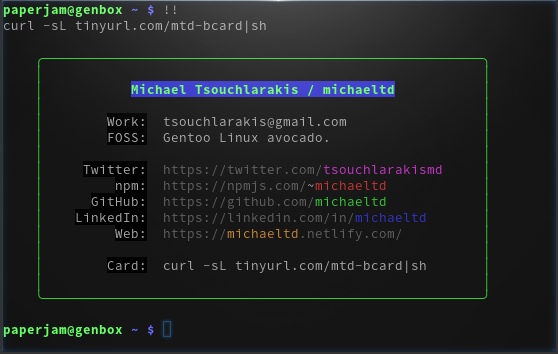 paperjam@genbox ~ $ !!
curl -sL tinyurl.com/mtd-bcard|sh
Michael Tsouchlarakis / michaeltd
Work: tsouchlarakis@gmail.com
FOSS: Gentoo Linux avocado.
Twitter: https://twitter.com/tsouchlarakismd
npm: https://npmjs.com/~michaeltd
GitHub: https://github.com/michaeltd
LinkedIn: https://linkedin.com/in/michaeltd
Web: https://michaeltd.netlify.com/
Card: curl -sL tinyurl.com/mtd-bcard|sh
paperjam@genbox ~ $